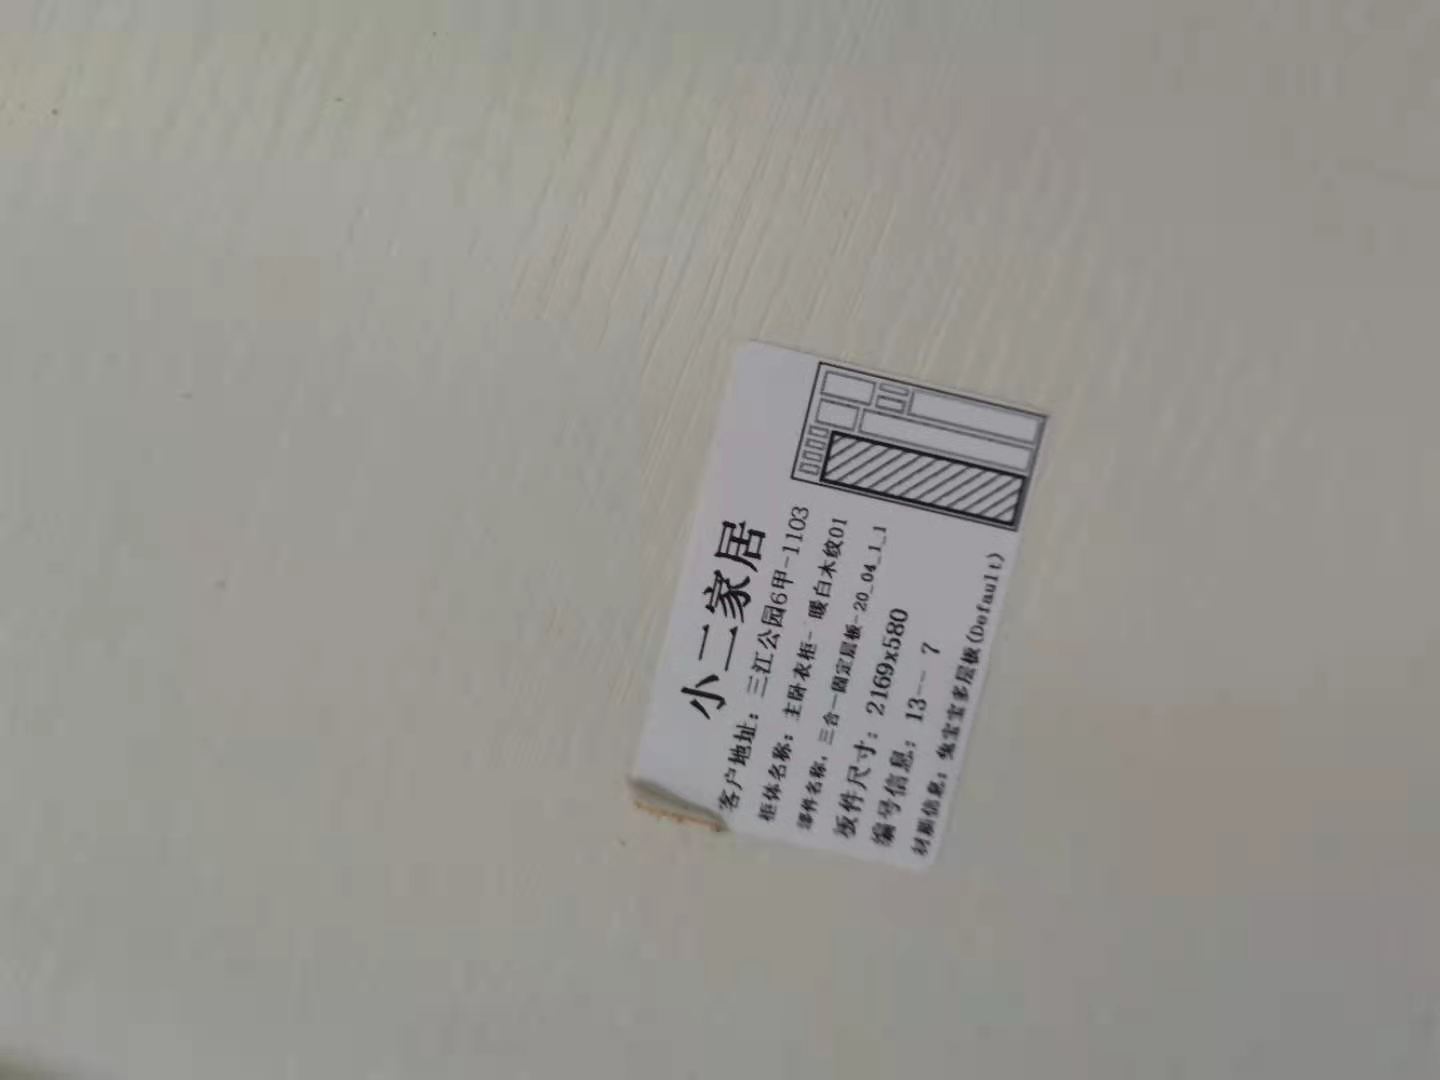 小二家居
客户地址：三江公园6甲-1103
柜体名称：主卧衣柜- 暖白木纹01
部件名称：三合一固定层板-20_04_1_1
板件尺寸：2169x580
编号信息：13-- 7
材质信息：兔宝宝多层板(Default)